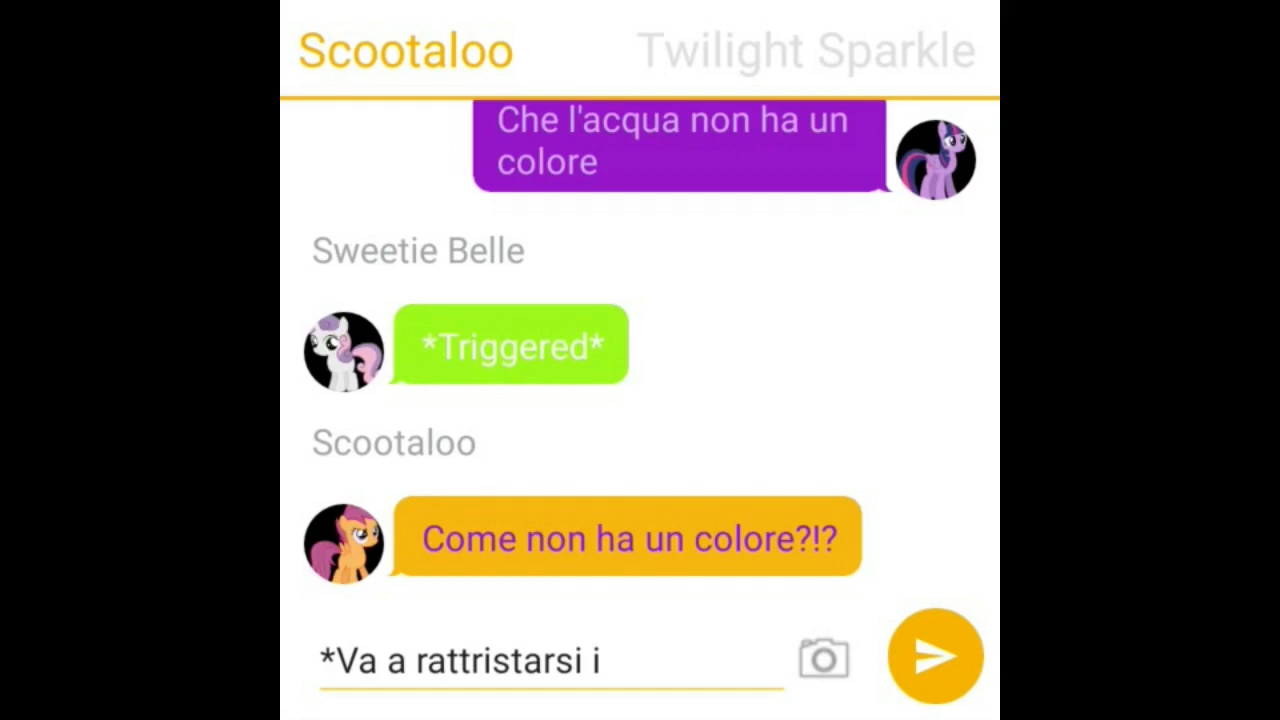 Scootaloo Twilight Sparkle
Che l'acqua non ha un
colore
Sweetie Belle
*Triggered*
Scootaloo
Come non ha un colore?!?
*Va a rattristarsi i